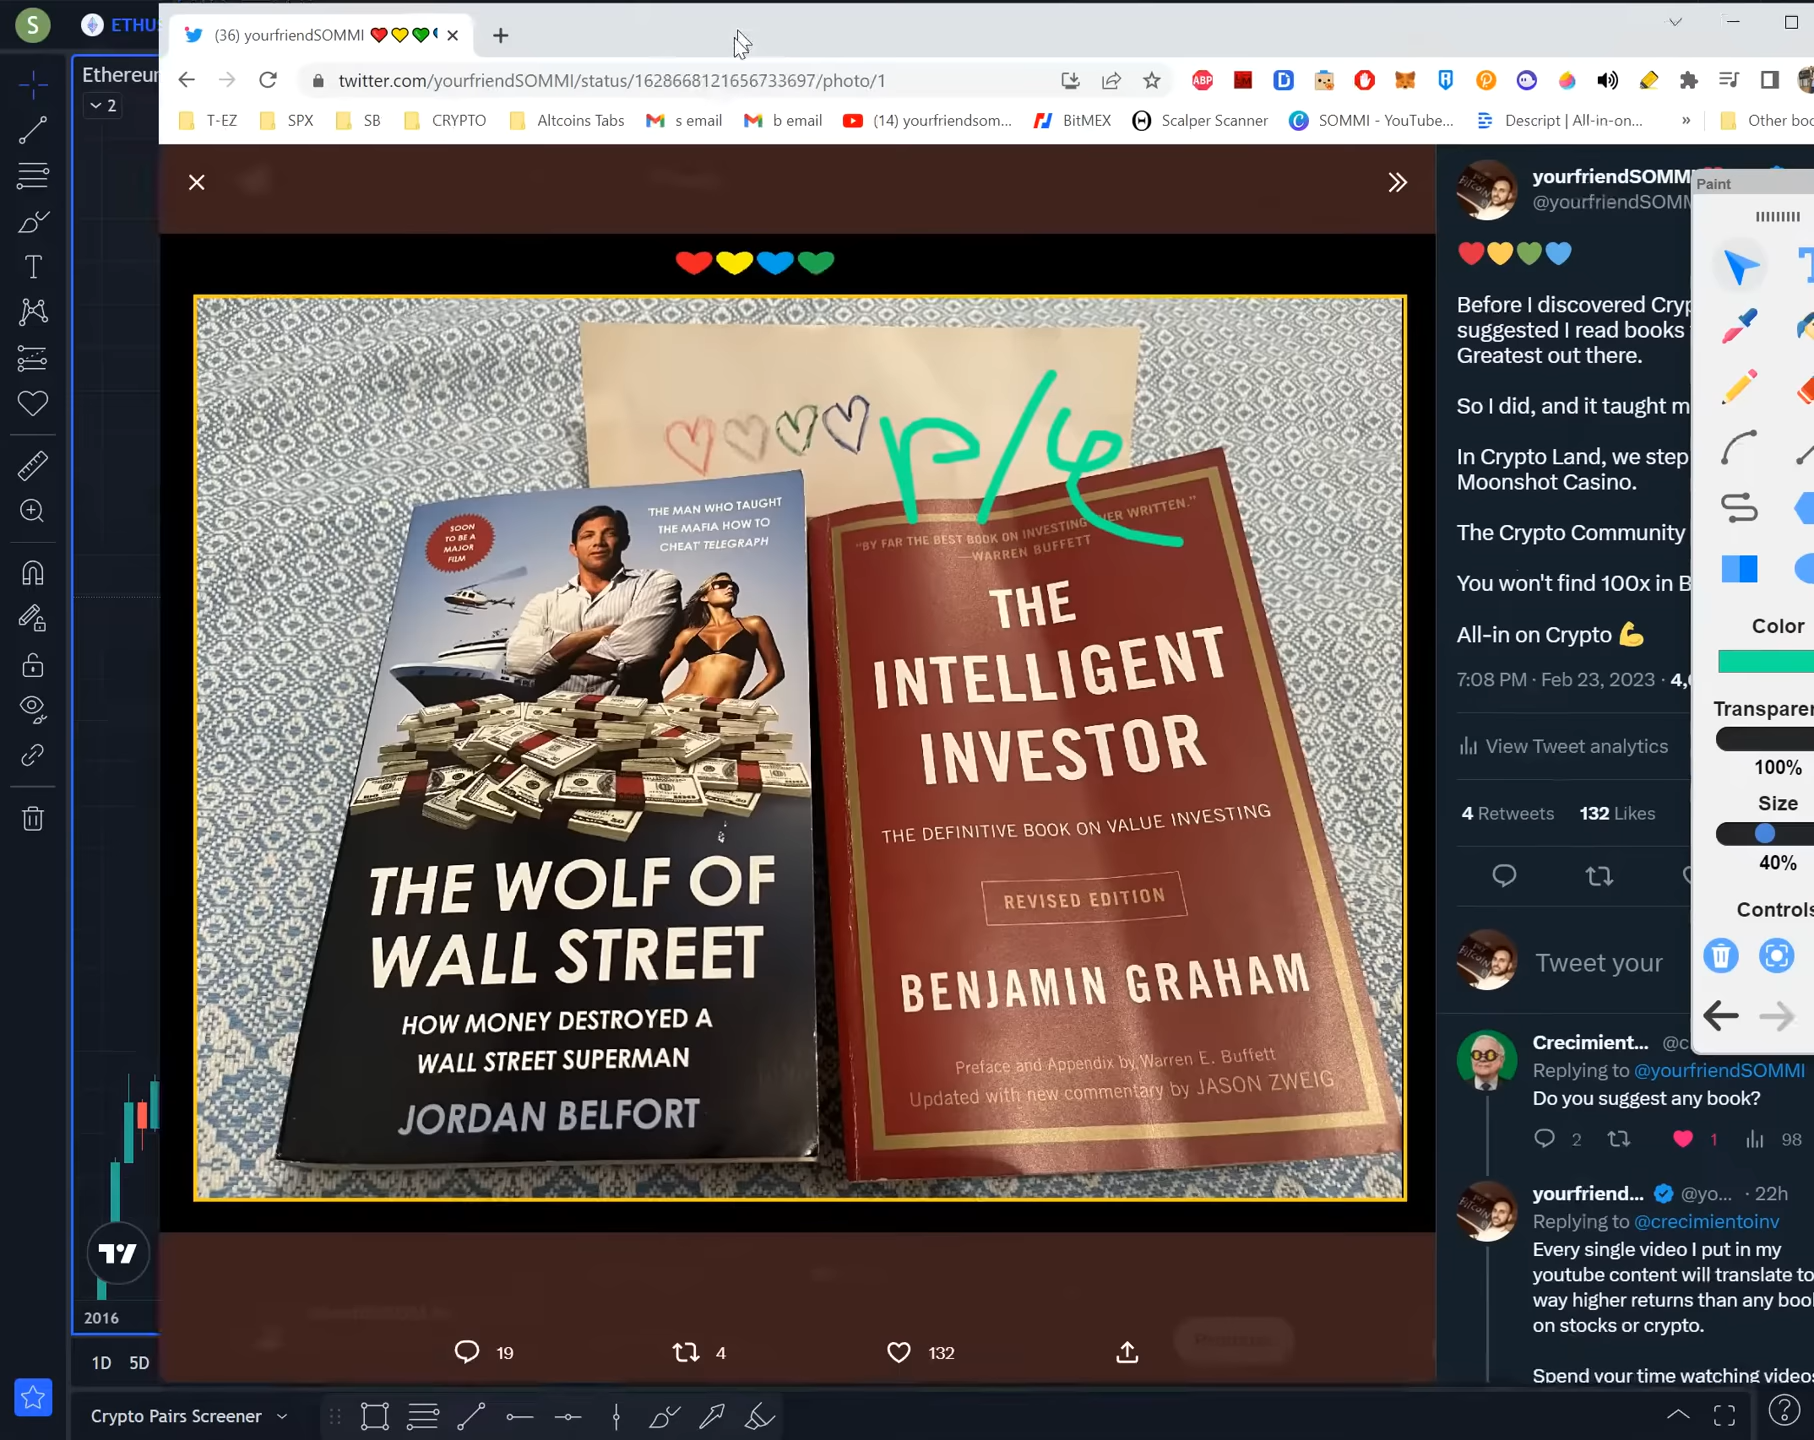 S
ETHUS
(36) yourfriendSOMMI ❤️💛💚
twitter.com/yourfriendSOMMI/status/1628668121656733697/photo/1
T-EZ
SPX
SB
CRYPTO
Altcoins Tabs
s email
b email
(14) yourfriendsom...
BitMEX
Scalper Scanner
SOMMI - YouTube...
Descript | All-in-on...
»
Other boo
Ethereur
2
p/e
SOON
TO BE A
MAJOR
FILM
THE MAN WHO TAUGHT
THE MAFIA HOW TO
CHEAT' TELEGRAPH
THE WOLF OF
WALL STREET
HOW MONEY DESTROYED A
WALL STREET SUPERMAN
JORDAN BELFORT
"BY FAR THE BEST BOOK ON INVESTING EVER WRITTEN."
—WARREN BUFFETT
THE
INTELLIGENT
INVESTOR
THE DEFINITIVE BOOK ON VALUE INVESTING
REVISED EDITION
BENJAMIN GRAHAM
Preface and Appendix by Warren E. Buffett
Updated with new commentary by JASON ZWEIG
19
4
132
yourfriendSOMM
@yourfriendSOMM
❤️💛💚💙
Before I discovered Cryp
suggested I read books
Greatest out there.
So I did, and it taught m
In Crypto Land, we step
Moonshot Casino.
The Crypto Community
You won't find 100x in B
All-in on Crypto 💪
7:08 PM · Feb 23, 2023 · 4,
View Tweet analytics
4 Retweets 132 Likes
Tweet your
Crecimient... @c
Replying to @yourfriendSOMMI
Do you suggest any book?
2
1
98
yourfriend... @yo... · 22h
Replying to @crecimientoinv
Every single video I put in my
youtube content will translate to
way higher returns than any boo
on stocks or crypto.
Spend your time watching videos
Paint
Color
Transparen
100%
Size
40%
Controls
2016
1D 5D
Crypto Pairs Screener